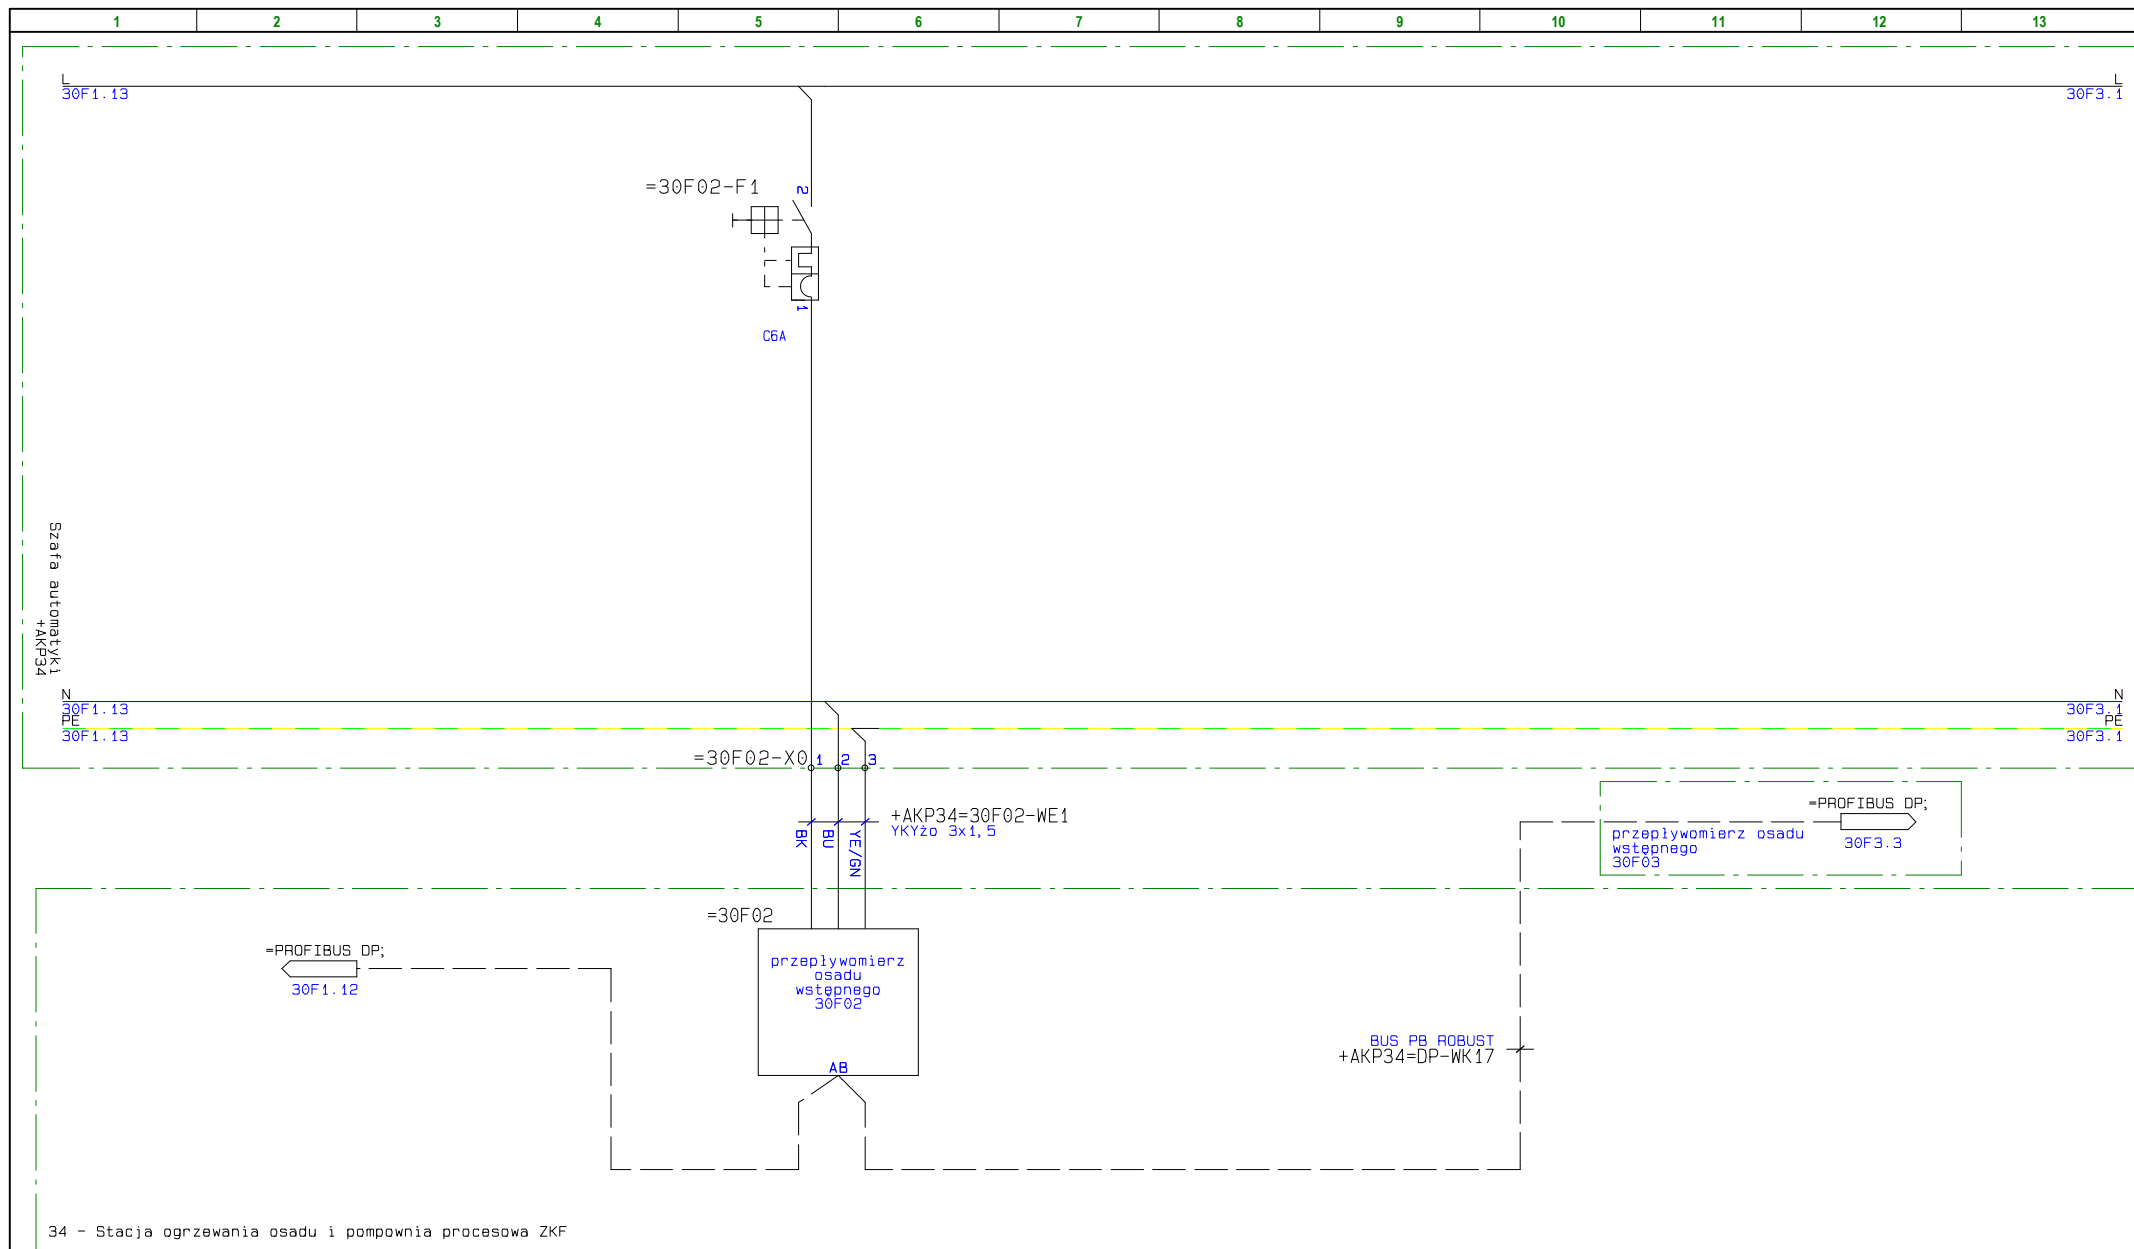 1 2 3 4 5 6 7 8 9 10 11 12 13
L L
30F1.13 30F3.1
=30F02-F1
2
1
C6A
Szafa automatyki
+AKP34
N N
30F1.13 30F3.1
PE PE
30F1.13 30F3.1
=30F02-X0 1 2 3
+AKP34=30F02-WE1
YKYżo 3x1,5
BK BU YE/GN
=PROFIBUS DP;
przepływomierz osadu
wstępnego
30F03
30F3.3
=30F02
=PROFIBUS DP;
30F1.12
przepływomierz
osadu
wstępnego
30F02
AB
BUS PB ROBUST
+AKP34=DP-WK17
34 - Stacja ogrzewania osadu i pompownia procesowa ZKF